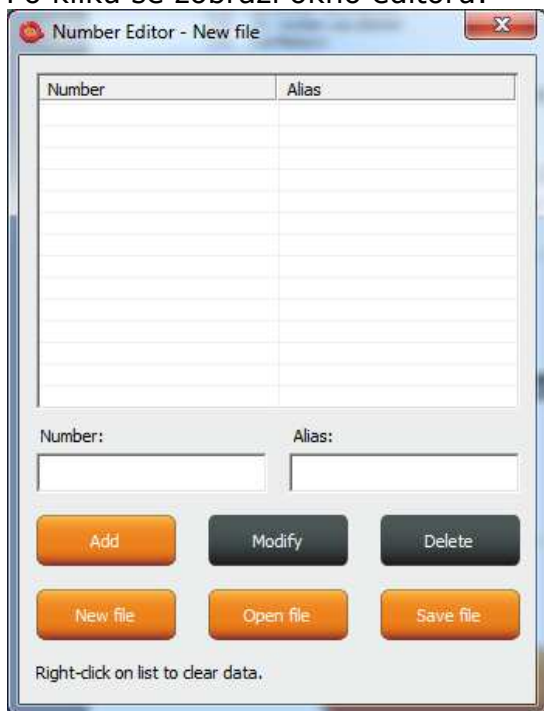 Po kliku se zobrazí okno editoru:
Number Editor - New file
Number Alias
Number: Alias:
Add Modify Delete
New file Open file Save file
Right-click on list to clear data.